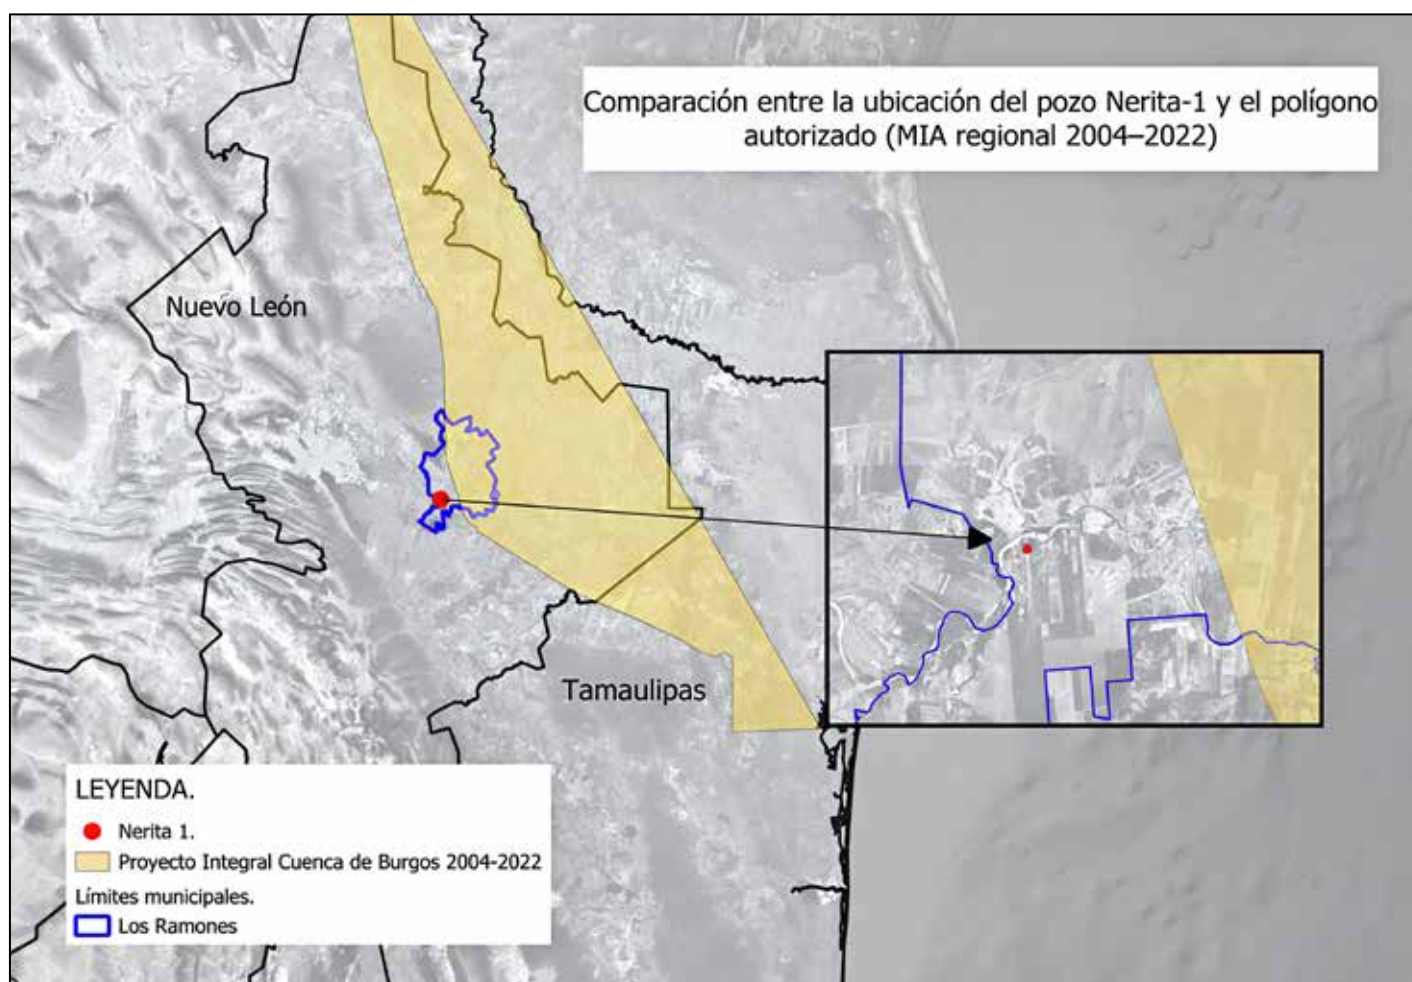 Comparación entre la ubicación del pozo Nerita-1 y el polígono
autorizado (MIA regional 2004–2022)
Nuevo León
Tamaulipas
LEYENDA.
Nerita 1.
Proyecto Integral Cuenca de Burgos 2004-2022
Límites municipales.
Los Ramones